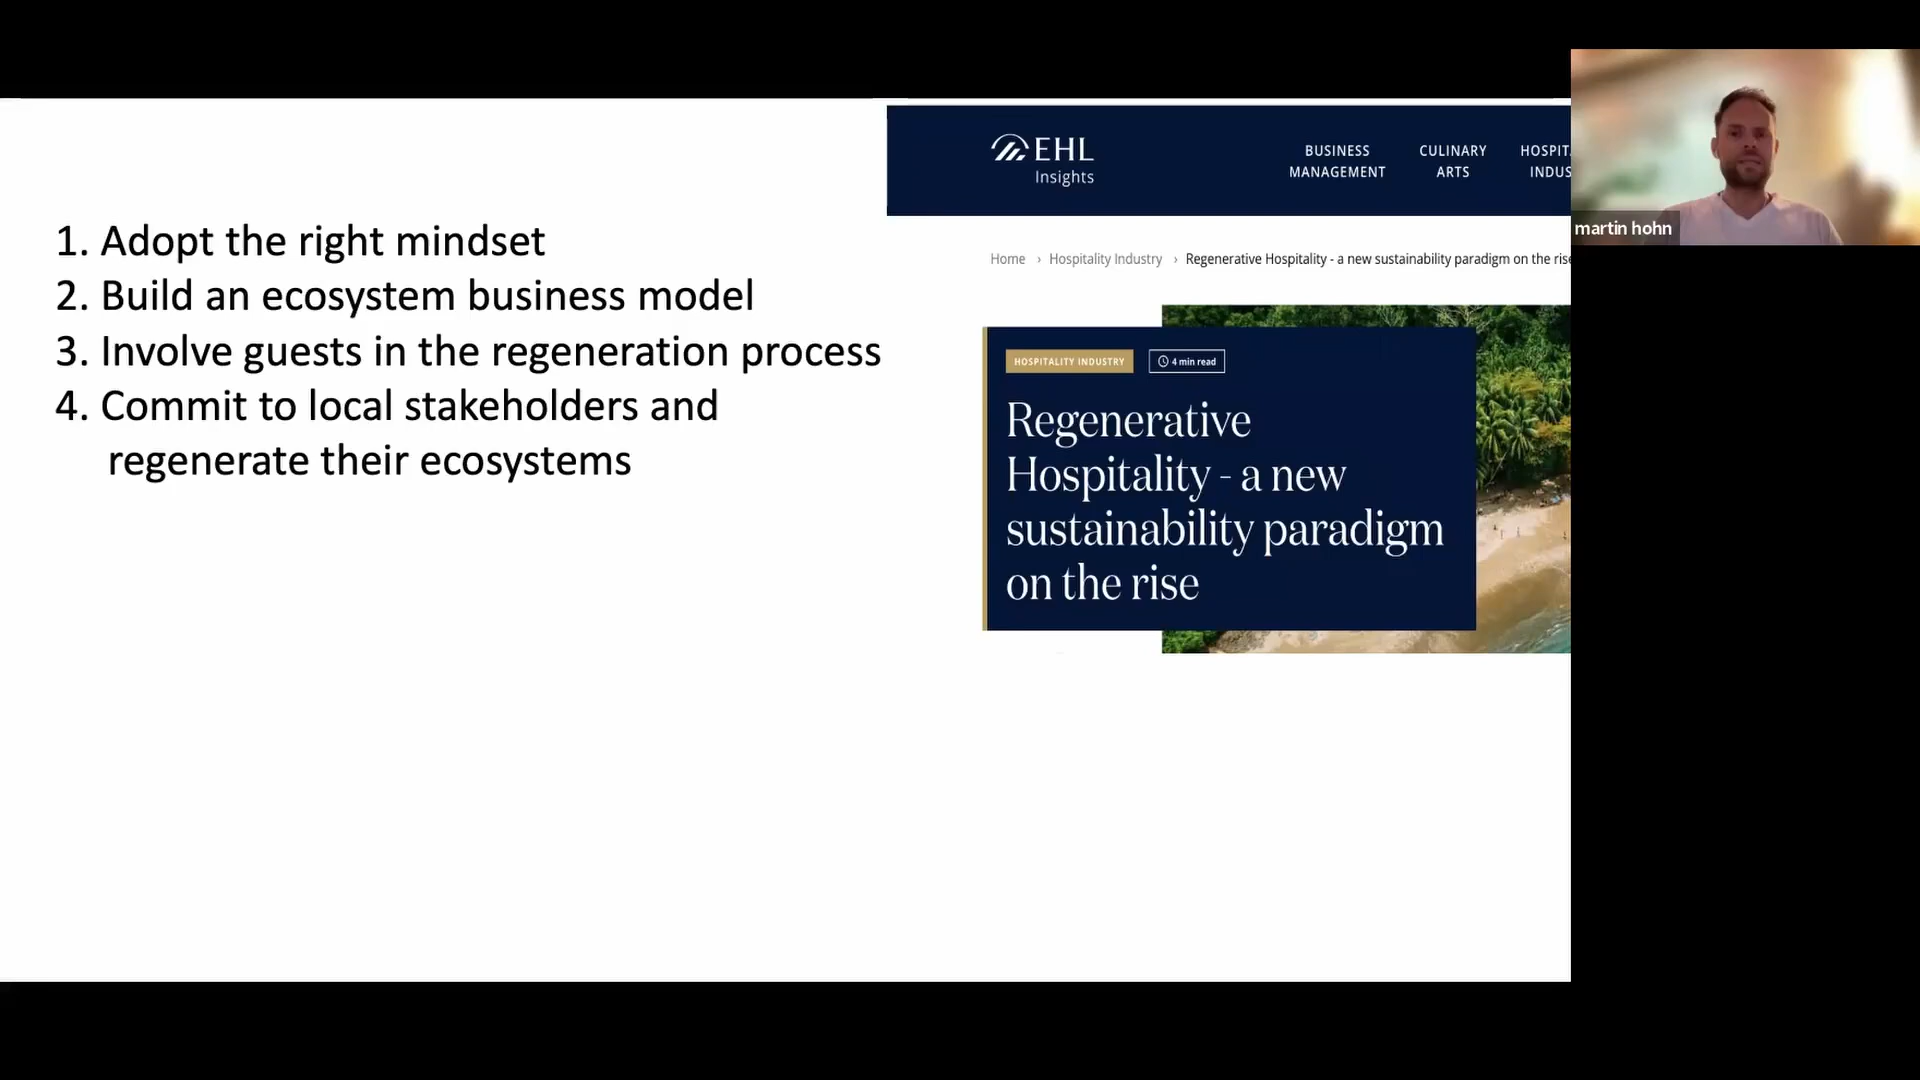 1. Adopt the right mindset
2. Build an ecosystem business model
3. Involve guests in the regeneration process
4. Commit to local stakeholders and
regenerate their ecosystems
EHL
Insights
BUSINESS
MANAGEMENT
CULINARY
ARTS
HOSPIT
INDUS
Home › Hospitality Industry › Regenerative Hospitality - a new sustainability paradigm on the rise
HOSPITALITY INDUSTRY
4 min read
Regenerative
Hospitality - a new
sustainability paradigm
on the rise
martin hohn